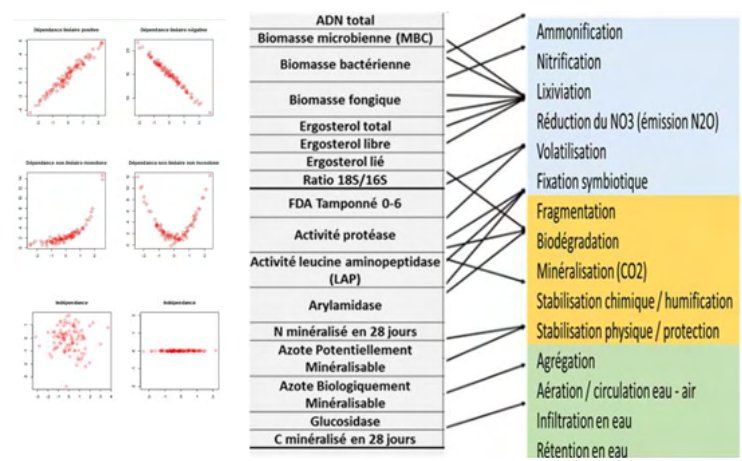 Dépendance linéaire positive
Dépendance linéaire négative
Dépendance non linéaire monotone
Dépendance non linéaire non monotone
Indépendance
Indépendance
ADN total
Biomasse microbienne (MBC)
Biomasse bactérienne
Biomasse fongique
Ergosterol total
Ergosterol libre
Ergosterol lié
Ratio 18S/16S
FDA Tamponné 0-6
Activité protéase
Activité leucine aminopeptidase
(LAP)
Arylamidase
N minéralisé en 28 jours
Azote Potentiellement
Minéralisable
Azote Biologiquement
Minéralisable
Glucosidase
C minéralisé en 28 jours
Ammonification
Nitrification
Lixiviation
Réduction du NO3 (émission N2O)
Volatilisation
Fixation symbiotique
Fragmentation
Biodégradation
Minéralisation (CO2)
Stabilisation chimique / humification
Stabilisation physique / protection
Agrégation
Aération / circulation eau - air
Infiltration en eau
Rétention en eau